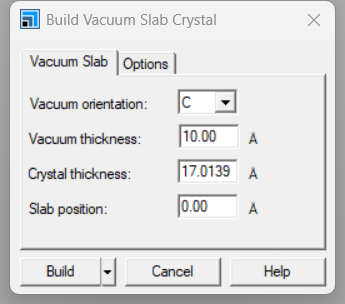 Build Vacuum Slab Crystal
Vacuum Slab Options
Vacuum orientation: C
Vacuum thickness: 10.00 Å
Crystal thickness: 17.0139 Å
Slab position: 0.00 Å
Build Cancel Help